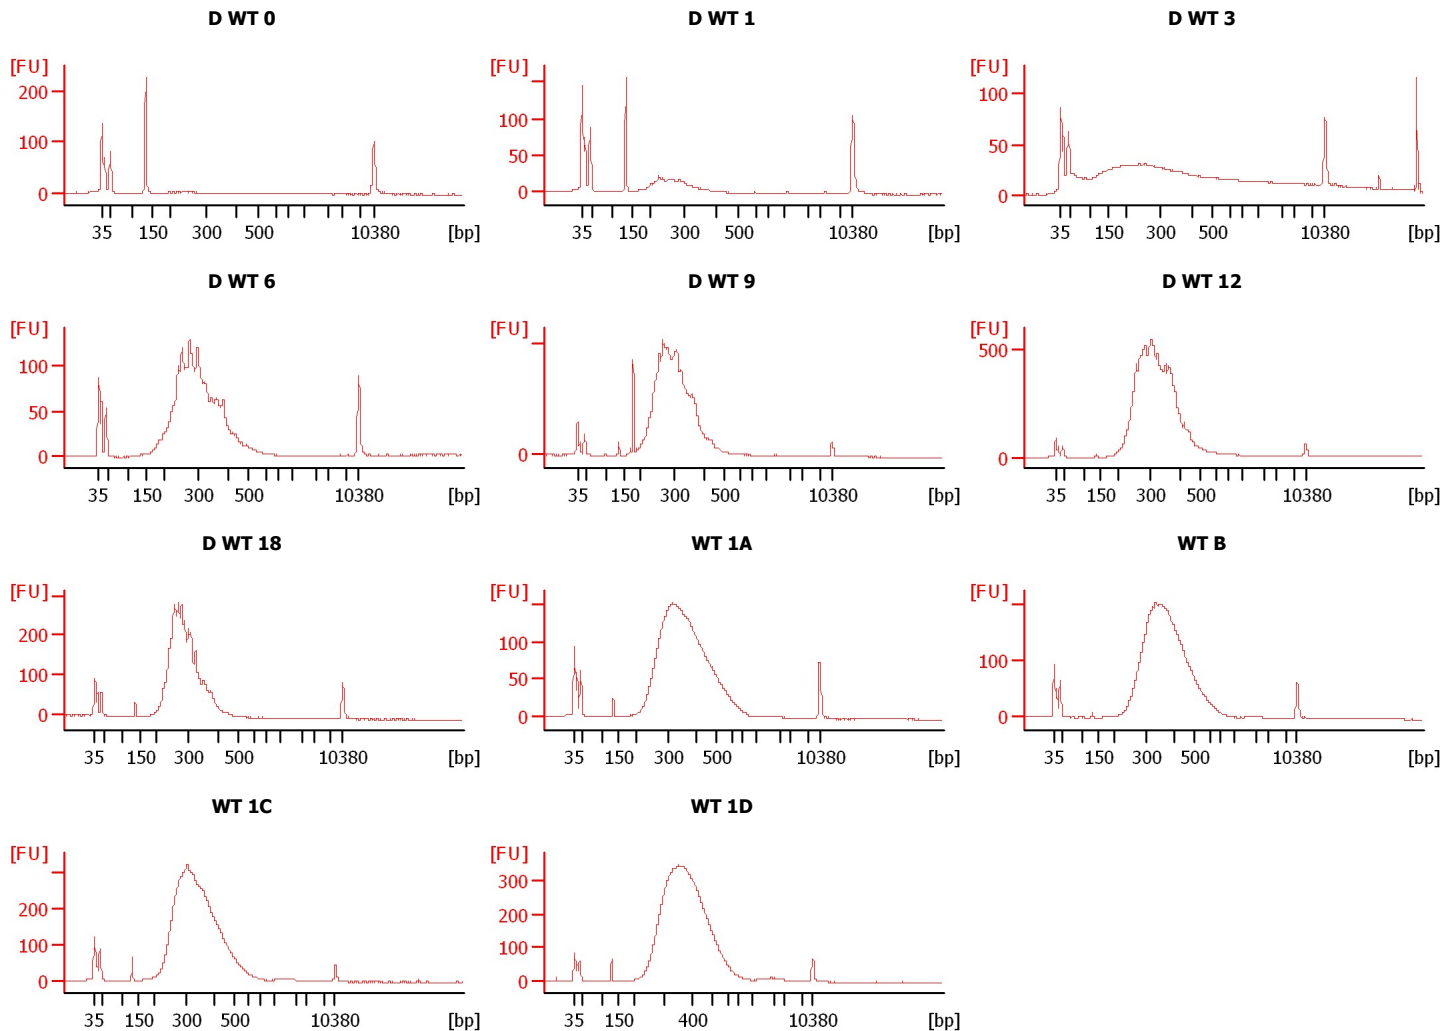 D WT 0 D WT 1 D WT 3
[FU] [FU] [FU]
200 100 100
100 50 50
0 0 0
35 150 300 500 10380 [bp] 35 150 300 500 10380 [bp] 35 150 300 500 10380 [bp]
D WT 6 D WT 9 D WT 12
[FU] [FU] [FU]
100 500
50
0 0 0
35 150 300 500 10380 [bp] 35 150 300 500 10380 [bp] 35 150 300 500 10380 [bp]
D WT 18 WT 1A WT B
[FU] [FU] [FU]
200 100 100
100 50
0 0 0
35 150 300 500 10380 [bp] 35 150 300 500 10380 [bp] 35 150 300 500 10380 [bp]
WT 1C WT 1D
[FU] [FU]
300
200 200
100 100
0 0
35 150 300 500 10380 [bp] 35 150 400 10380 [bp]